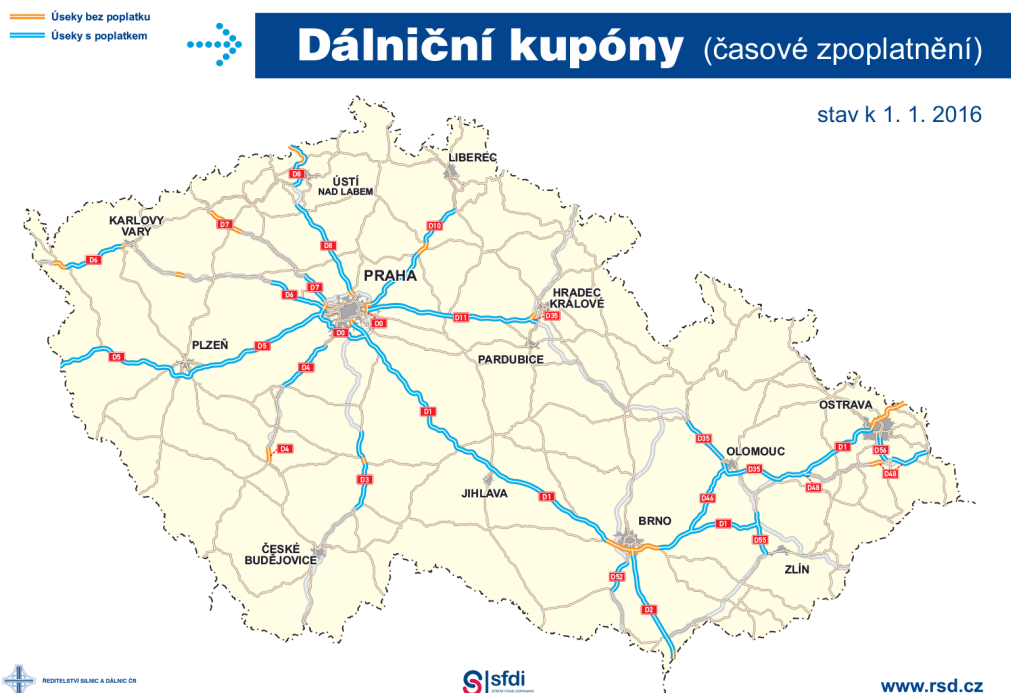 Úseky bez poplatku
Úseky s poplatkem
Dálniční kupóny (časové zpoplatnění)
stav k 1. 1. 2016
LIBEREC
D8
ÚSTÍ
NAD LABEM
KARLOVY
VARY
D7
D10
D8
D6
PRAHA
D7
D6
HRADEC
KRÁLOVÉ
D11
D35
D0
D0
PLZEŇ
D5
D5
PARDUBICE
D4
OSTRAVA
D1
D35
D1
D4
OLOMOUC
D56
D35
D48
D3
D48
JIHLAVA
D1
D46
BRNO
D1
D55
ČESKÉ
BUDĚJOVICE
ZLÍN
D52
D2
ŘEDITELSTVÍ SILNIC A DÁLNIC ČR
sfdi
STÁTNÍ FOND DOPRAVNÍ
www.rsd.cz